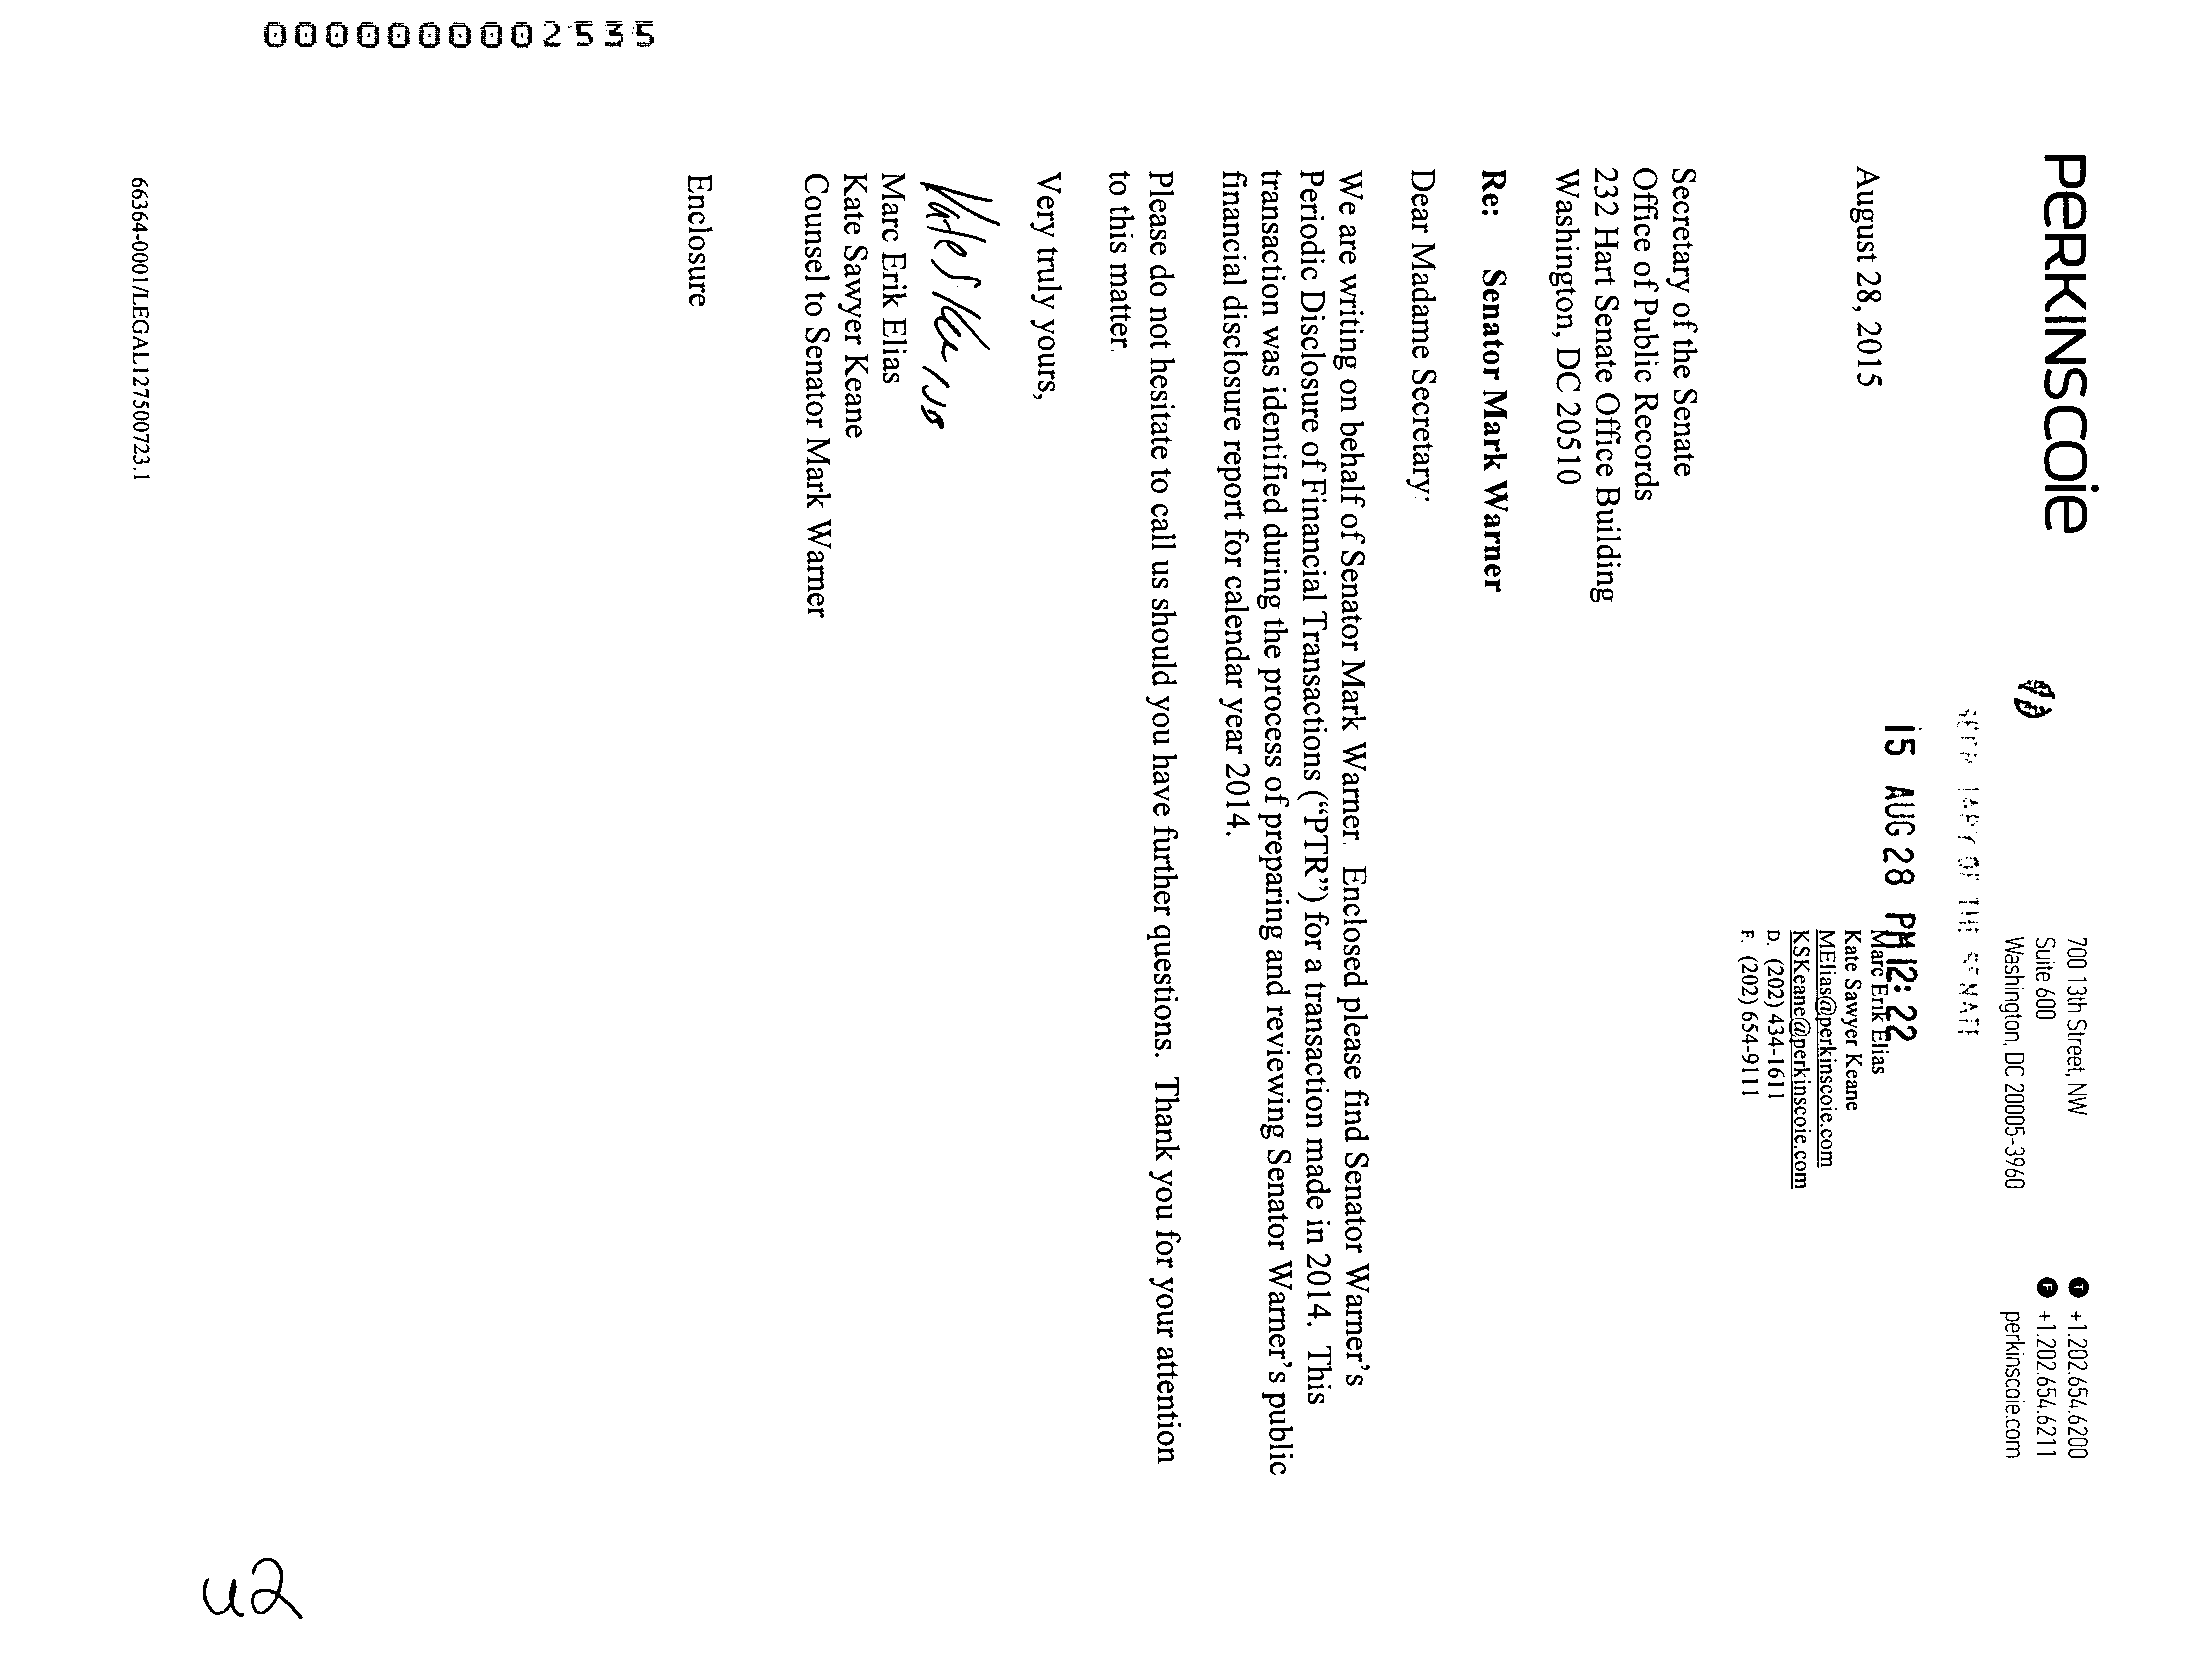 PERKINSCOIE
700 13th Street, NW
Suite 600
Washington, DC 20005-3960
+1.202.654.6200
+1.202.654.6211
perkinscoie.com
OF THE SENATE
15 AUG 28 PM 12:22
August 28, 2015
Marc Erik Elias
Kate Sawyer Keane
MElias@perkinscoie.com
KSKeane@perkinscoie.com
D. (202) 434-1611
F. (202) 654-9111
Secretary of the Senate
Office of Public Records
232 Hart Senate Office Building
Washington, DC 20510
Re: Senator Mark Warner
Dear Madame Secretary:
We are writing on behalf of Senator Mark Warner. Enclosed please find Senator Warner's
Periodic Disclosure of Financial Transactions (“PTR”) for a transaction made in 2014. This
transaction was identified during the process of preparing and reviewing Senator Warner's public
financial disclosure report for calendar year 2014.
Please do not hesitate to call us should you have further questions. Thank you for your attention
to this matter.
Very truly yours,
Marc Erik Elias
Kate Sawyer Keane
Counsel to Senator Mark Warner
Enclosure
66364-0001/LEGAL127500723.1
000000002535